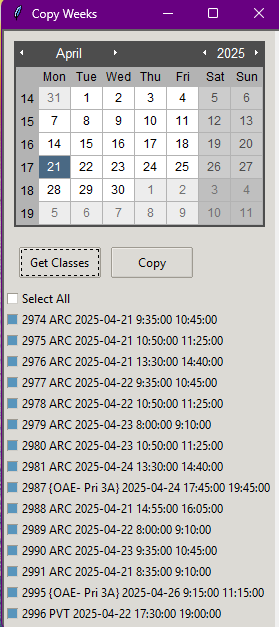 Copy Weeks
April 2025
Mon Tue Wed Thu Fri Sat Sun
14 31 1 2 3 4 5 6
15 7 8 9 10 11 12 13
16 14 15 16 17 18 19 20
17 21 22 23 24 25 26 27
18 28 29 30 1 2 3 4
19 5 6 7 8 9 10 11
Get Classes Copy
Select All
2974 ARC 2025-04-21 9:35:00 10:45:00
2975 ARC 2025-04-21 10:50:00 11:25:00
2976 ARC 2025-04-21 13:30:00 14:40:00
2977 ARC 2025-04-22 9:35:00 10:45:00
2978 ARC 2025-04-22 10:50:00 11:25:00
2979 ARC 2025-04-23 8:00:00 9:10:00
2980 ARC 2025-04-23 10:50:00 11:25:00
2981 ARC 2025-04-24 13:30:00 14:40:00
2987 {OAE- Pri 3A} 2025-04-24 17:45:00 19:45:00
2988 ARC 2025-04-21 14:55:00 16:05:00
2989 ARC 2025-04-22 8:00:00 9:10:00
2990 ARC 2025-04-23 9:35:00 10:45:00
2991 ARC 2025-04-21 8:35:00 9:10:00
2995 {OAE- Pri 3A} 2025-04-26 9:15:00 11:15:00
2996 PVT 2025-04-22 17:30:00 19:00:00